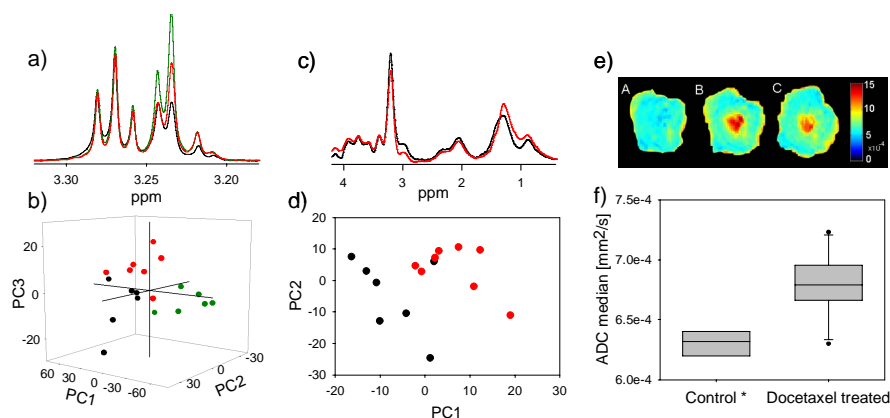 a)
3.30 3.25 3.20
ppm
c)
4 3 2 1
ppm
e)
A B C
15
10
5
×10⁻⁴
b)
20
0
-20
PC3
60 30 0 -30 -60
PC1
30 0 -30
PC2
d)
20
10
0
-10
-20
-30
PC2
-20 -10 0 10 20 30
PC1
f)
7.5e-4
7.0e-4
6.5e-4
6.0e-4
ADC median [mm2/s]
Control * Docetaxel treated